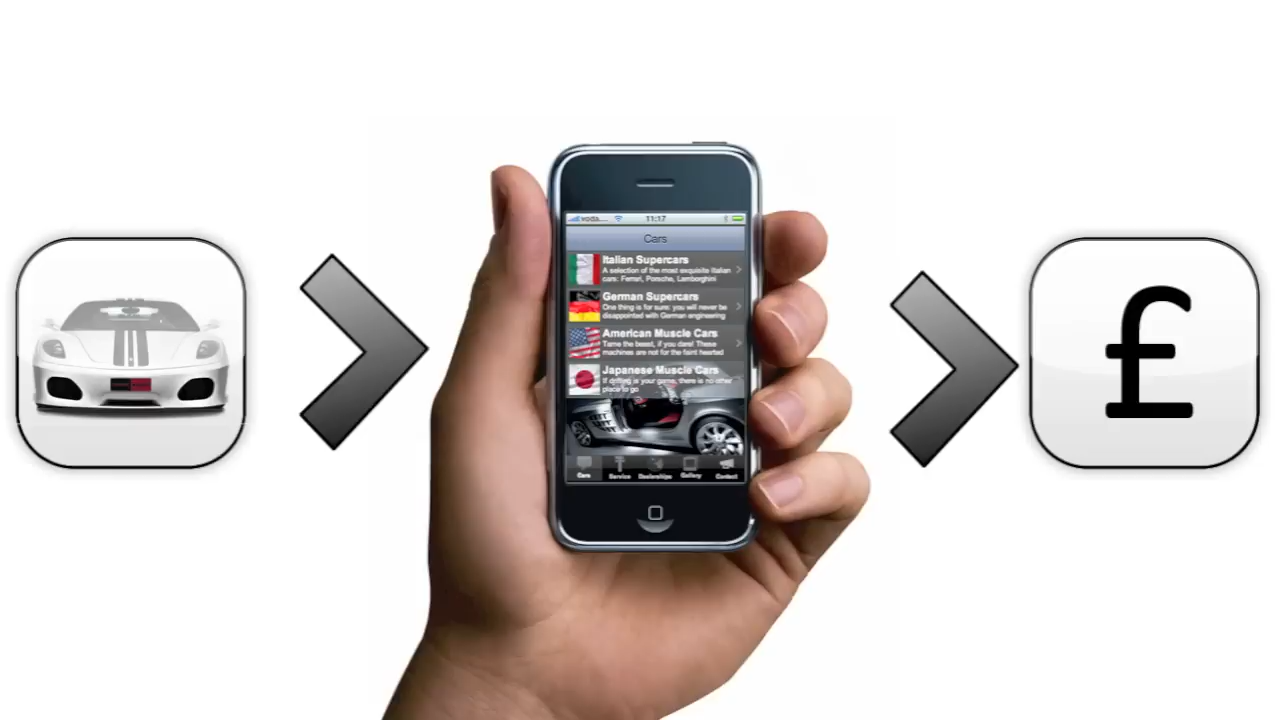 voda....
11:17
Cars
Italian Supercars
A selection of the most exquisite Italian
cars: Ferrari, Porsche, Lamborghini
German Supercars
One thing is for sure: you will never be
disappointed with German engineering
American Muscle Cars
Tame the beast, if you dare! These
machines are not for the faint hearted
Japanese Muscle Cars
If drifting is your game, there is no other
place to go
Cars Service Dealerships Gallery Contact
£